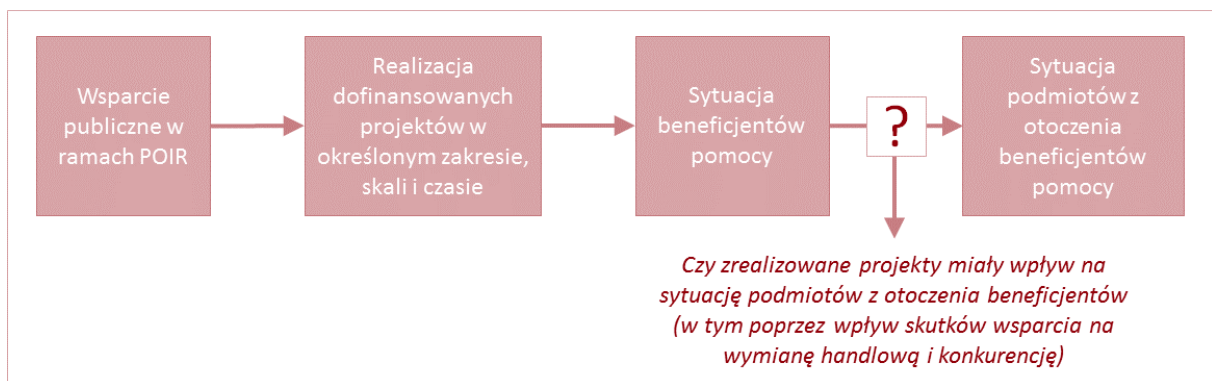 Wsparcie
publiczne w
ramach POIR
Realizacja
dofinansowanych
projektów w
określonym zakresie,
skali i czasie
Sytuacja
beneficjentów
pomocy
?
Sytuacja
podmiotów z
otoczenia
beneficjentów
pomocy
Czy zrealizowane projekty miały wpływ na
sytuację podmiotów z otoczenia beneficjentów
(w tym poprzez wpływ skutków wsparcia na
wymianę handlową i konkurencję)